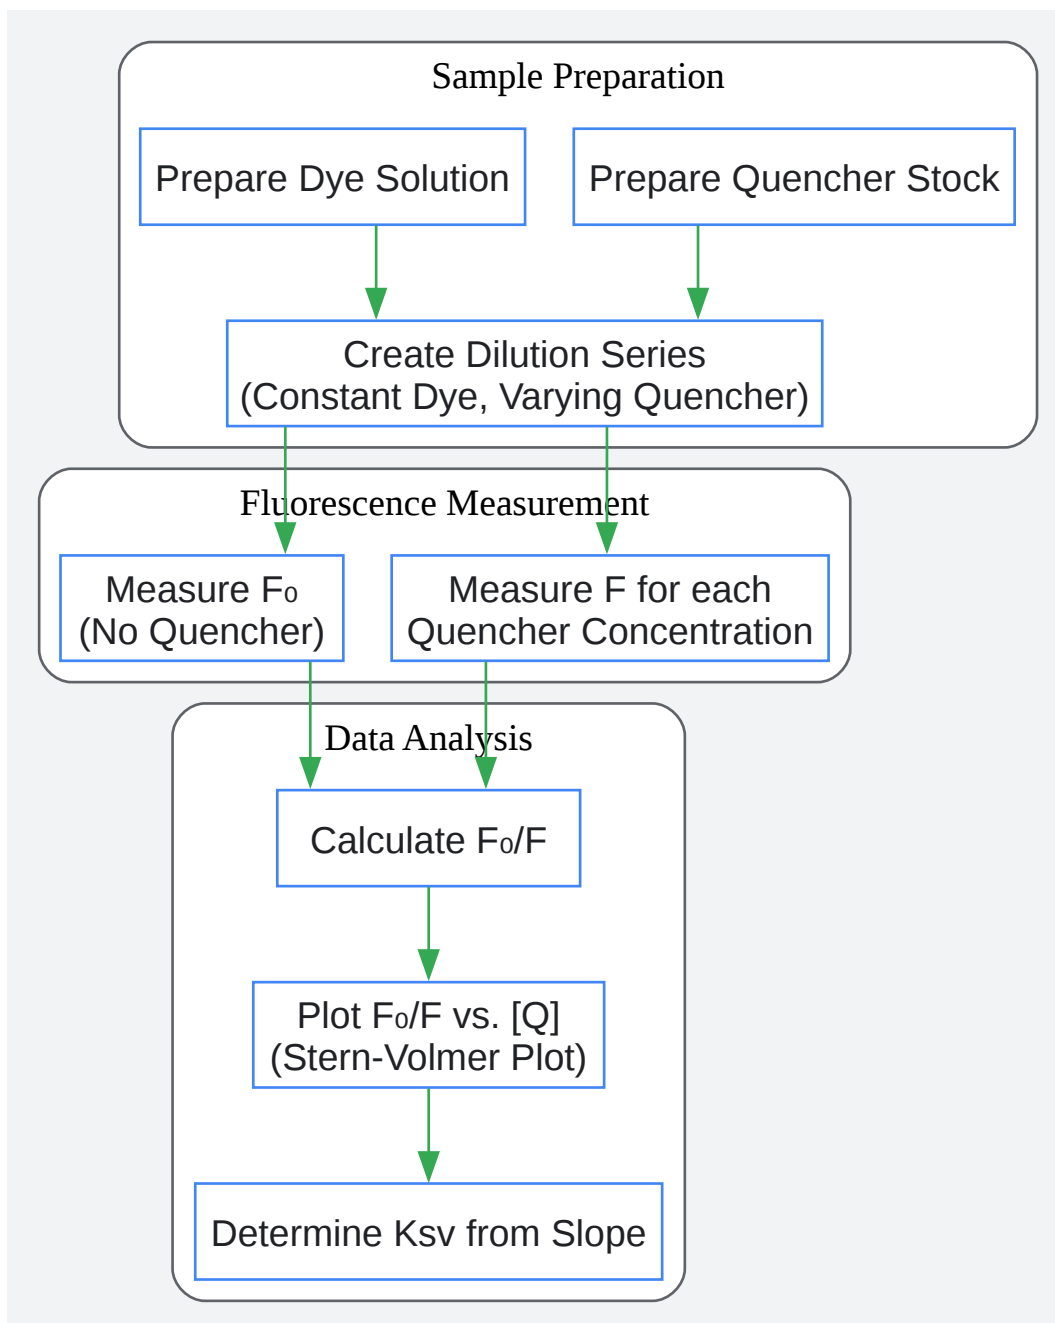 Sample Preparation
Prepare Dye Solution
Prepare Quencher Stock
Create Dilution Series
(Constant Dye, Varying Quencher)
Fluorescence Measurement
Measure F₀
(No Quencher)
Measure F for each
Quencher Concentration
Data Analysis
Calculate F₀/F
Plot F₀/F vs. [Q]
(Stern-Volmer Plot)
Determine Ksv from Slope